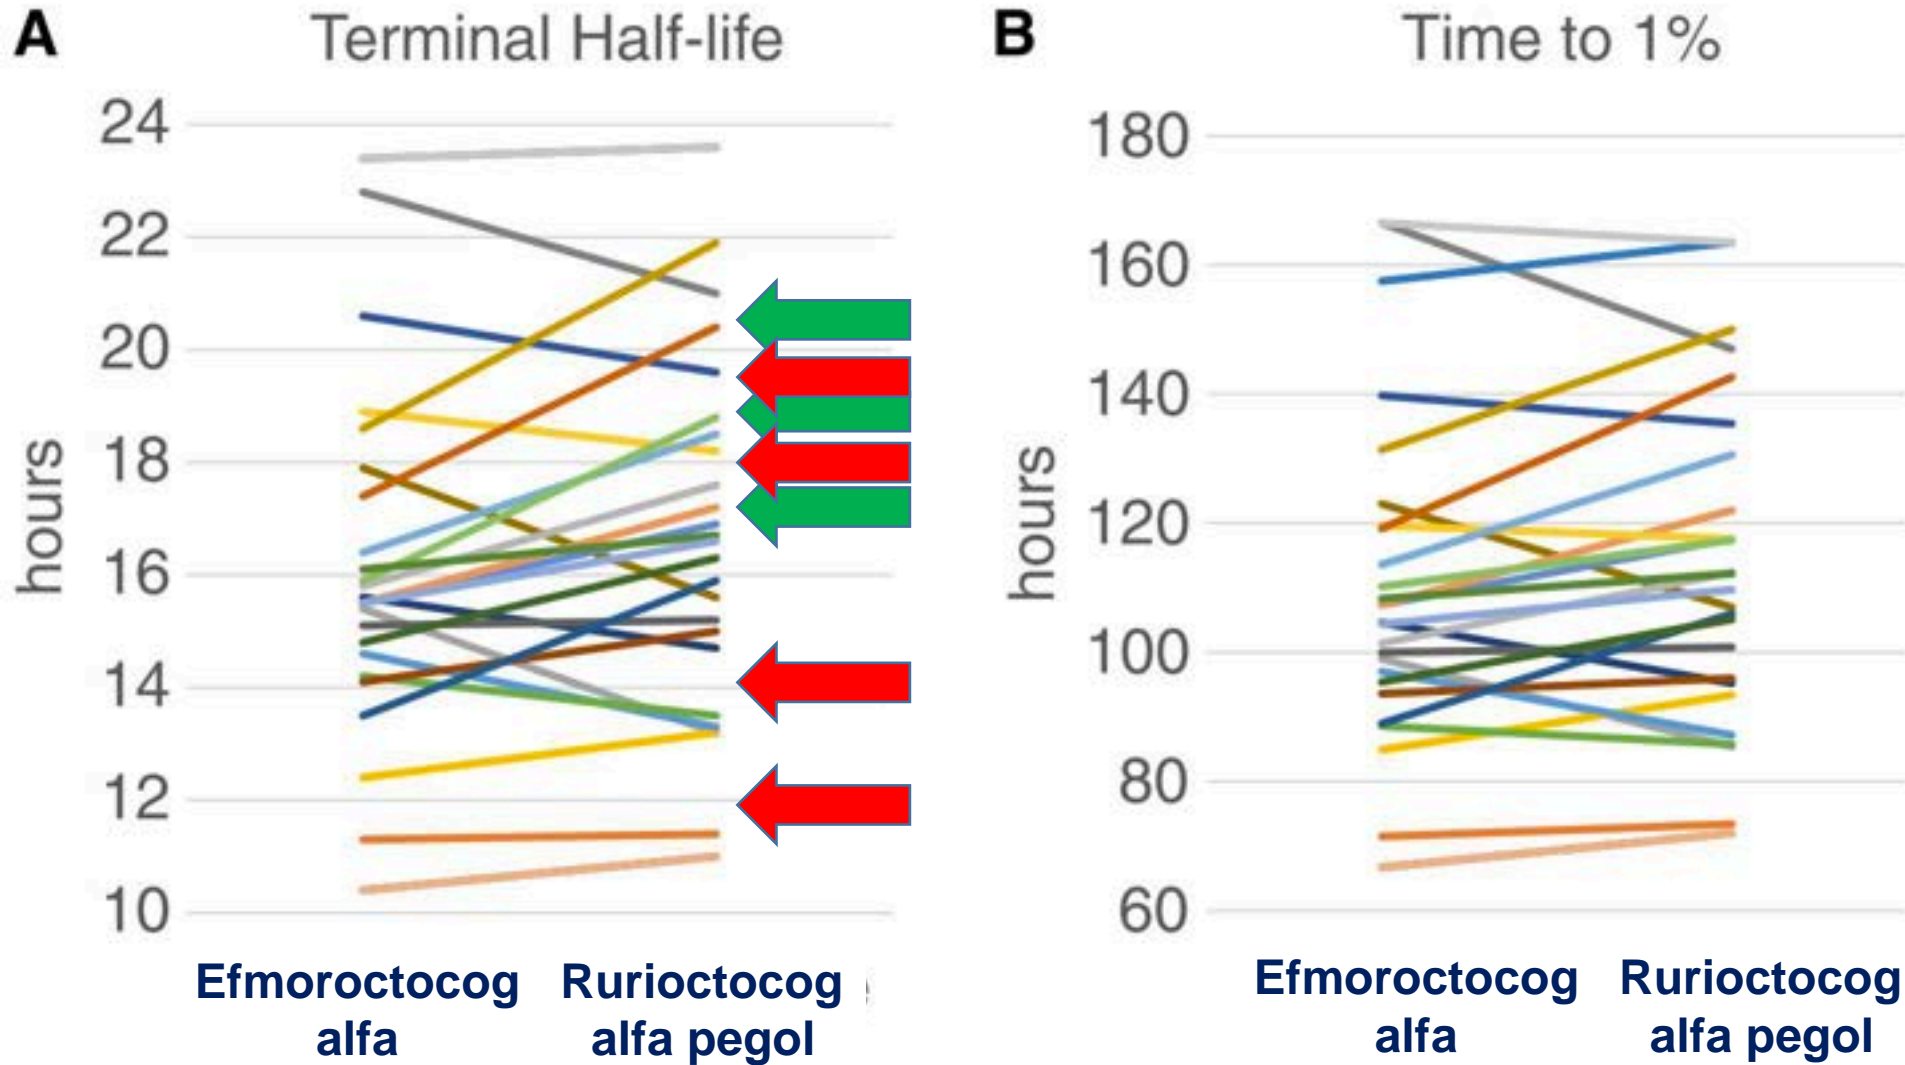 A Terminal Half-life
24
22
20
18
16
14
12
10
hours
Efmoroctocog alfa
Rurioctocog alfa pegol
B Time to 1%
180
160
140
120
100
80
60
hours
Efmoroctocog alfa
Rurioctocog alfa pegol